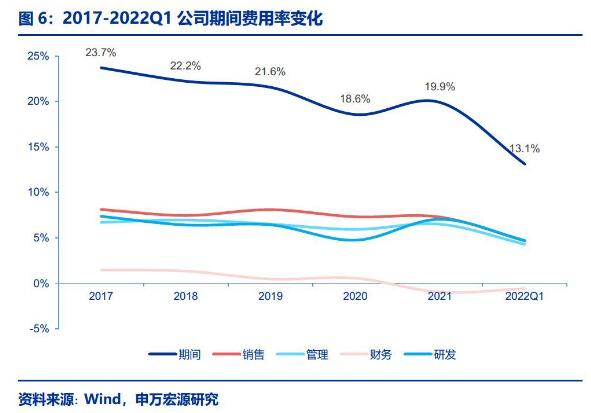 图 6：2017-2022Q1 公司期间费用率变化
25%
20%
15%
10%
5%
0%
-5%
23.7%
22.2%
21.6%
18.6%
19.9%
13.1%
2017
2018
2019
2020
2021
2022Q1
期间
销售
管理
财务
研发
资料来源：Wind，申万宏源研究